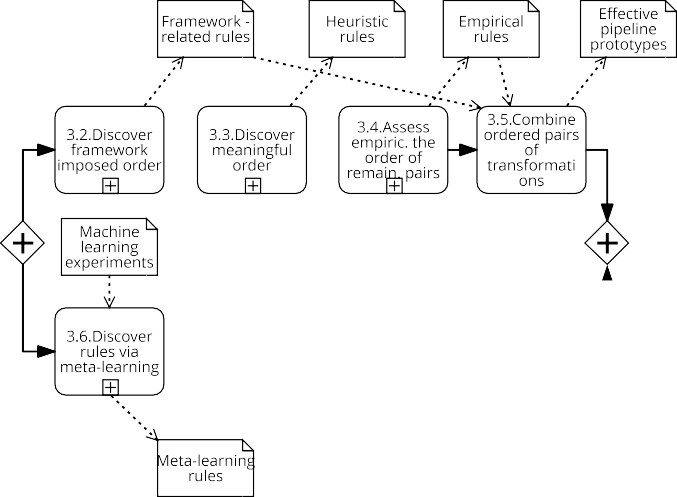 Framework -
related rules
Heuristic
rules
Empirical
rules
Effective
pipeline
prototypes
3.2.Discover
framework
imposed order
3.3.Discover
meaningful
order
3.4.Assess
empiric. the
order of
remain. pairs
3.5.Combine
ordered pairs
of
transformati
ons
Machine
learning
experiments
3.6.Discover
rules via
meta-learning
Meta-learning
rules